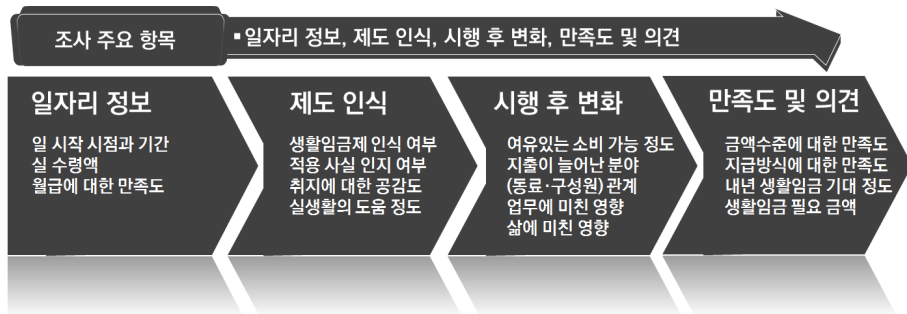 조사 주요 항목
▪일자리 정보, 제도 인식, 시행 후 변화, 만족도 및 의견
일자리 정보
일 시작 시점과 기간
실 수령액
월급에 대한 만족도
제도 인식
생활임금제 인식 여부
적용 사실 인지 여부
취지에 대한 공감도
실생활의 도움 정도
시행 후 변화
여유있는 소비 가능 정도
지출이 늘어난 분야
(동료·구성원) 관계
업무에 미친 영향
삶에 미친 영향
만족도 및 의견
금액수준에 대한 만족도
지급방식에 대한 만족도
내년 생활임금 기대 정도
생활임금 필요 금액